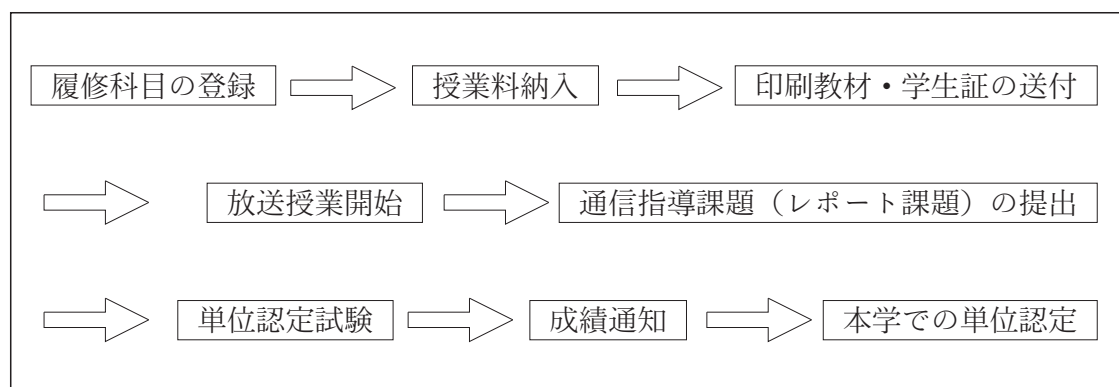 履修科目の登録 授業料納入 印刷教材・学生証の送付
放送授業開始 通信指導課題（レポート課題）の提出
単位認定試験 成績通知 本学での単位認定